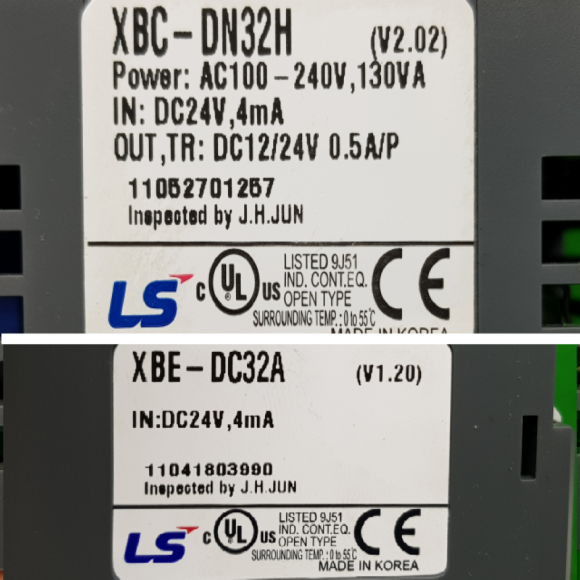 XBC-DN32H (V2.02)
Power: AC100-240V,130VA
IN: DC24V,4mA
OUT,TR: DC12/24V 0.5A/P
11052701257
Inspected by J.H.JUN
LS c UL US LISTED 9J51 CE
IND. CONT.EQ.
OPEN TYPE
SURROUNDING TEMP.: 0 to 55℃
MADE IN KOREA
XBE-DC32A (V1.20)
IN:DC24V,4mA
11041803990
Inspected by J.H.JUN
LS c UL US LISTED 9J51 CE
IND. CONT.EQ.
OPEN TYPE
SURROUNDING TEMP.: 0 to 55℃
MADE IN KOREA